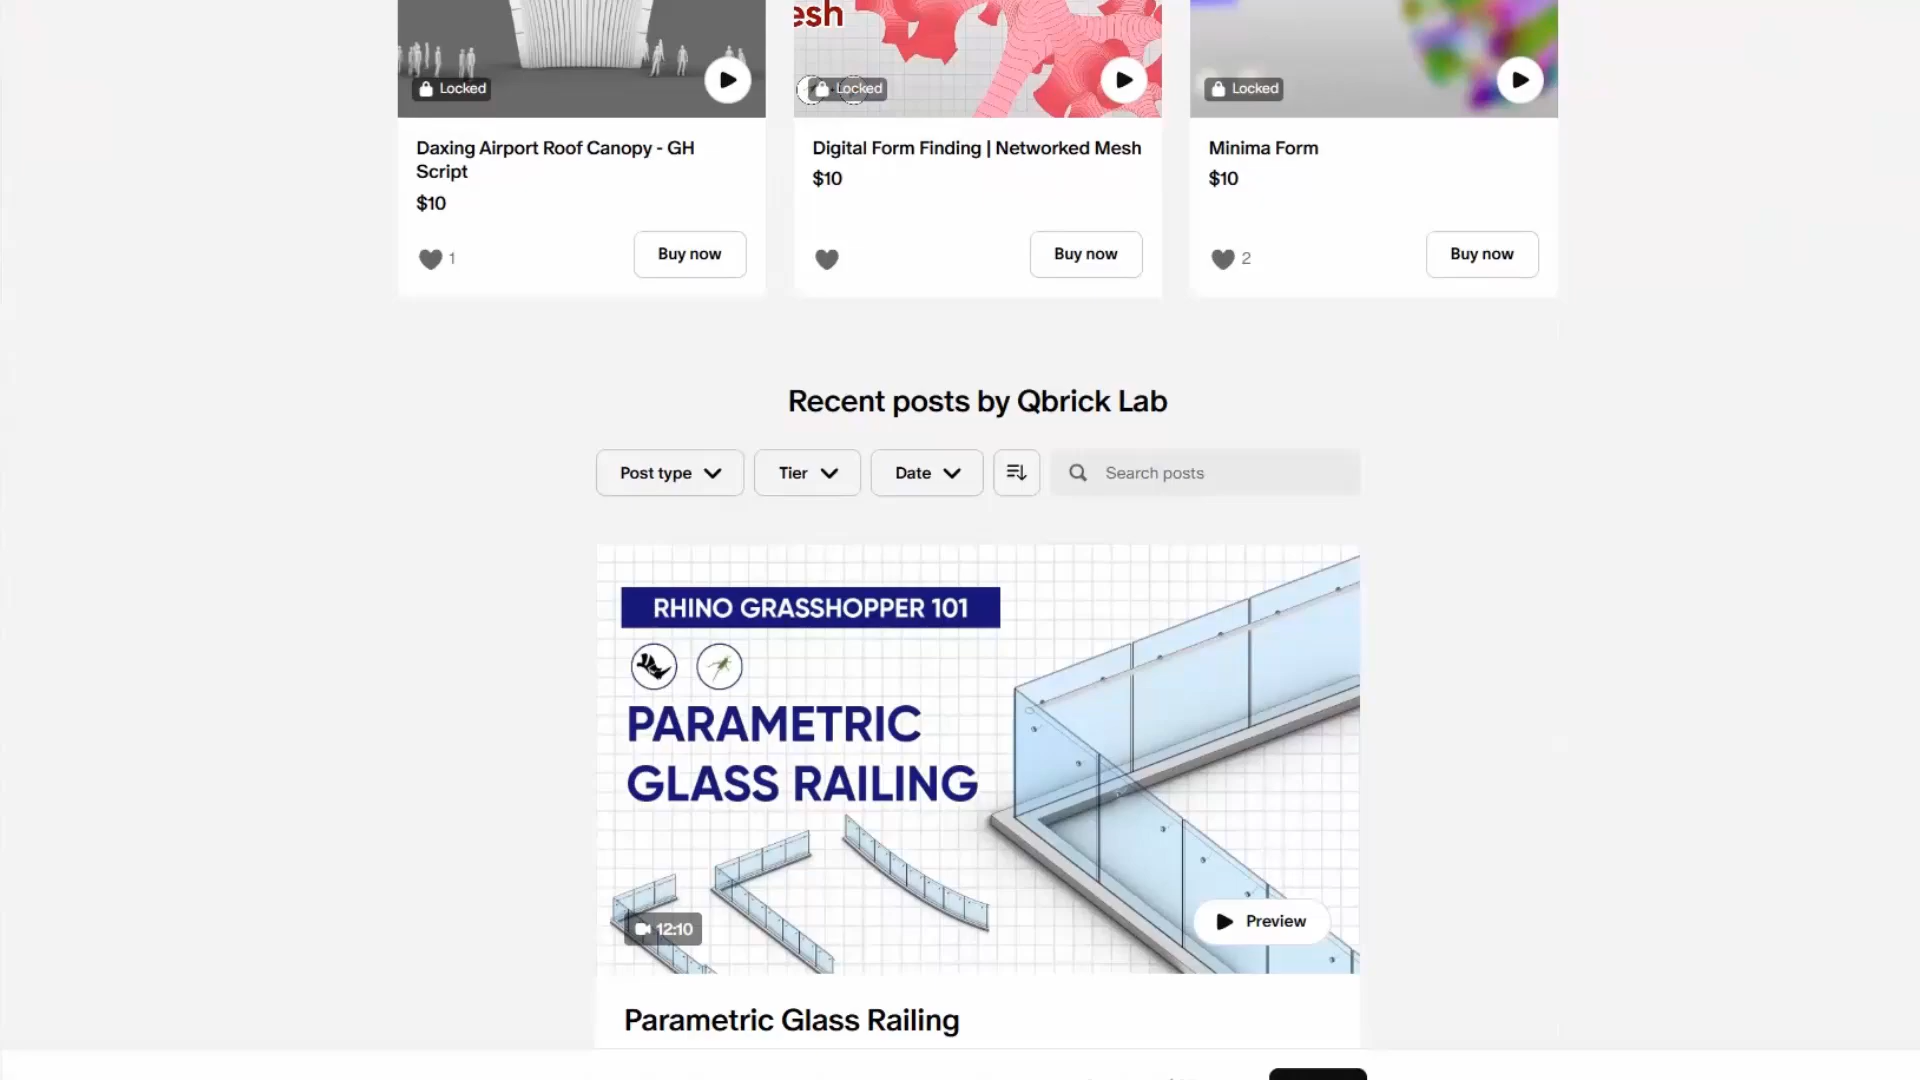 esh
Locked
Locked
Locked
Daxing Airport Roof Canopy - GH
Script
$10
Digital Form Finding | Networked Mesh
$10
Minima Form
$10
1
Buy now
Buy now
2
Buy now
Recent posts by Qbrick Lab
Post type
Tier
Date
Search posts
RHINO GRASSHOPPER 101
PARAMETRIC
GLASS RAILING
12:10
Preview
Parametric Glass Railing